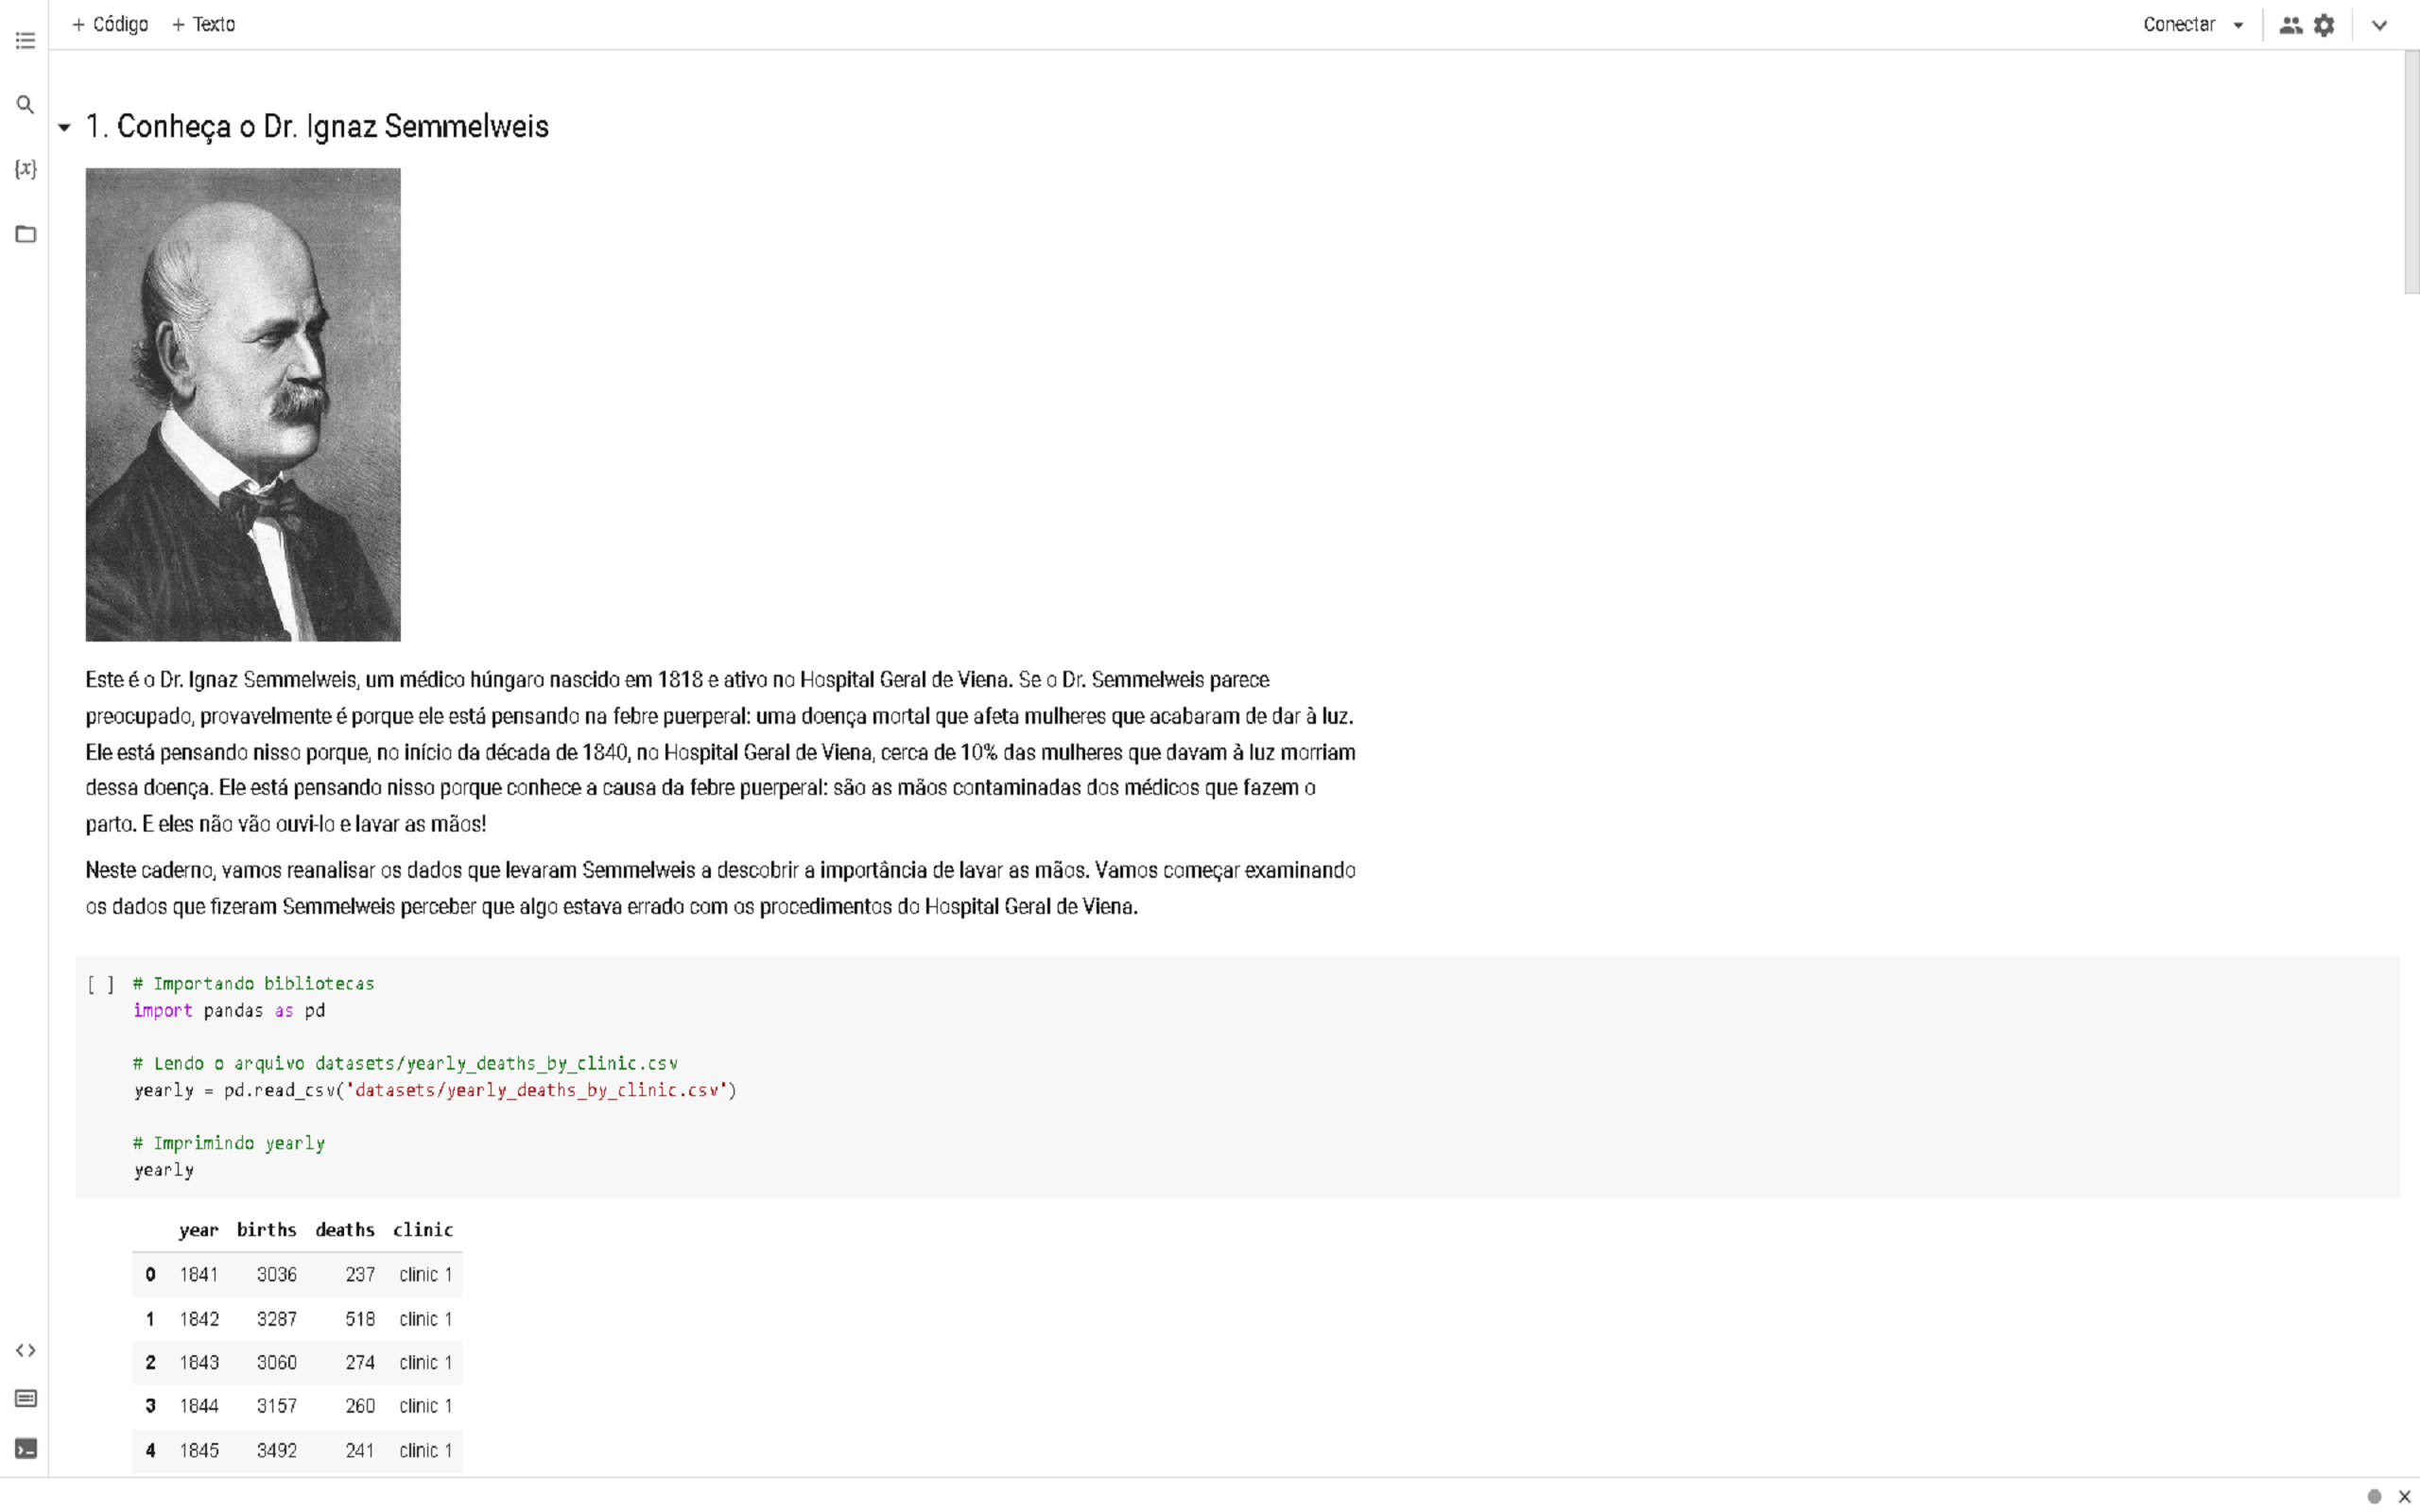 + Código + Texto
Conectar
1. Conheça o Dr. Ignaz Semmelweis
{x}
Este é o Dr. Ignaz Semmelweis, um médico húngaro nascido em 1818 e ativo no Hospital Geral de Viena. Se o Dr. Semmelweis parece
preocupado, provavelmente é porque ele está pensando na febre puerperal: uma doença mortal que afeta mulheres que acabaram de dar à luz.
Ele está pensando nisso porque, no início da década de 1840, no Hospital Geral de Viena, cerca de 10% das mulheres que davam à luz morriam
dessa doença. Ele está pensando nisso porque conhece a causa da febre puerperal: são as mãos contaminadas dos médicos que fazem o
parto. E eles não vão ouvi-lo e lavar as mãos!
Neste caderno, vamos reanalisar os dados que levaram Semmelweis a descobrir a importância de lavar as mãos. Vamos começar examinando
os dados que fizeram Semmelweis perceber que algo estava errado com os procedimentos do Hospital Geral de Viena.
[ ] # Importando bibliotecas
import pandas as pd
# Lendo o arquivo datasets/yearly_deaths_by_clinic.csv
yearly = pd.read_csv('datasets/yearly_deaths_by_clinic.csv')
# Imprimindo yearly
yearly
year births deaths clinic
0 1841 3036 237 clinic 1
1 1842 3287 518 clinic 1
2 1843 3060 274 clinic 1
3 1844 3157 260 clinic 1
4 1845 3492 241 clinic 1